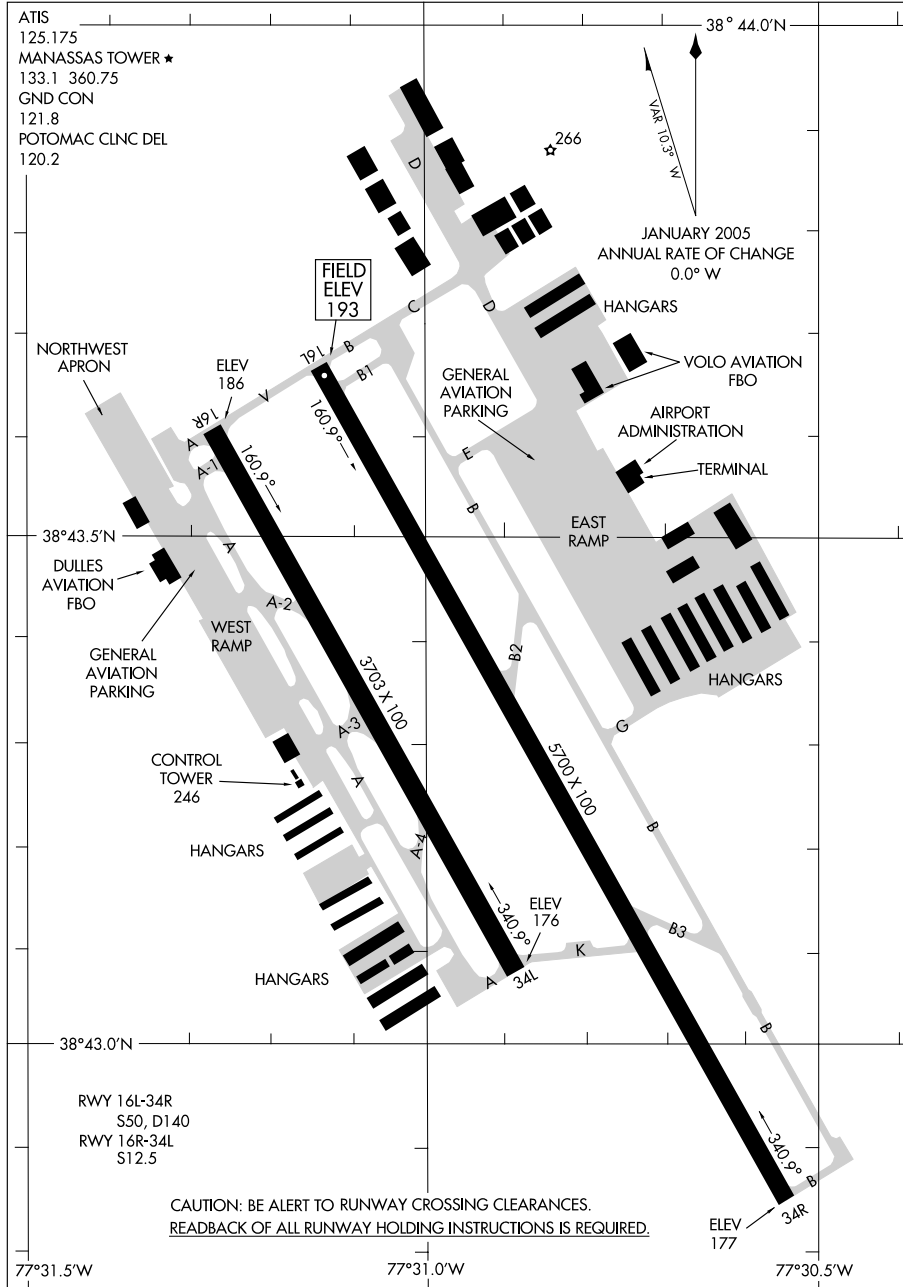 ATIS
125.175
MANASSAS TOWER ★
133.1 360.75
GND CON
121.8
POTOMAC CLNC DEL
120.2
38° 44.0'N
VAR 10.3° W
266
D
JANUARY 2005
ANNUAL RATE OF CHANGE
0.0° W
FIELD
ELEV
193
C
D
HANGARS
NORTHWEST
APRON
ELEV
186
16L
B
B1
V
VOLO AVIATION
FBO
GENERAL
AVIATION
PARKING
AIRPORT
ADMINISTRATION
TERMINAL
16R
A
A-1
160.9°
160.9°
E
B
EAST
RAMP
38°43.5'N
A
DULLES
AVIATION
FBO
A-2
WEST
RAMP
GENERAL
AVIATION
PARKING
B2
HANGARS
3703 X 100
A-3
G
5700 X 100
CONTROL
TOWER
246
A
B
HANGARS
A-4
340.9°
ELEV
176
B3
K
HANGARS
A
34L
B
38°43.0'N
RWY 16L-34R
S50, D140
RWY 16R-34L
S12.5
340.9°
B
34R
CAUTION: BE ALERT TO RUNWAY CROSSING CLEARANCES.
READBACK OF ALL RUNWAY HOLDING INSTRUCTIONS IS REQUIRED.
ELEV
177
77°31.5'W
77°31.0'W
77°30.5'W